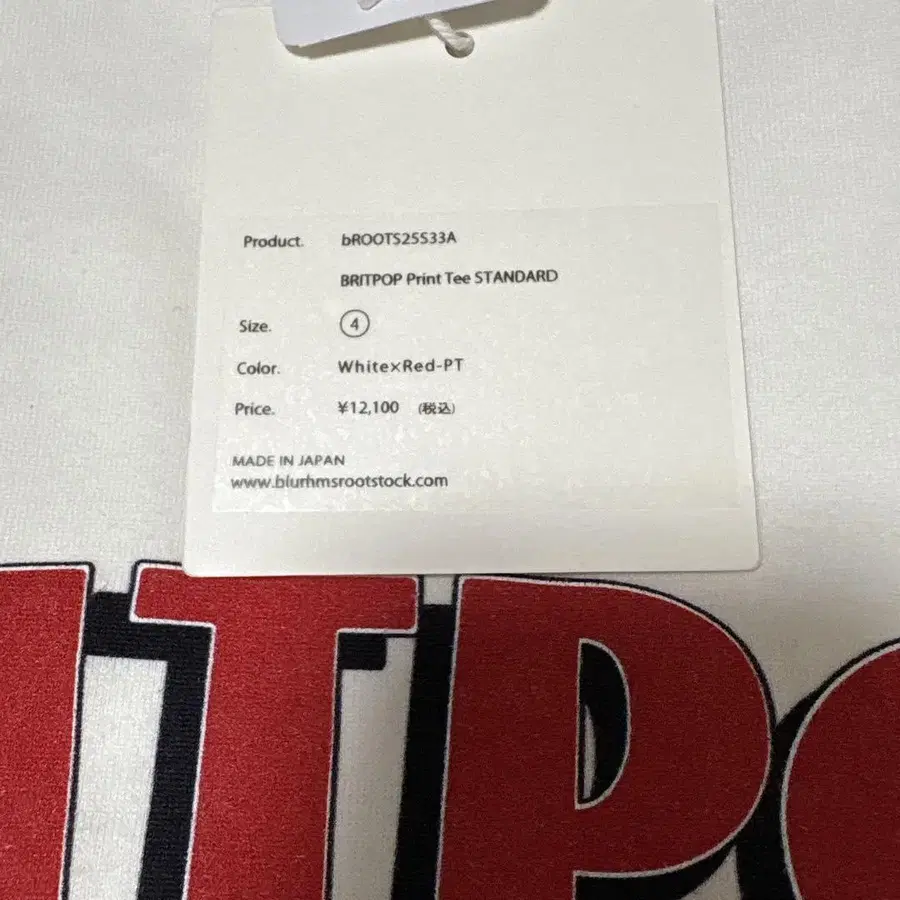 Product. bROOTS25S33A
BRITPOP Print Tee STANDARD
Size. ④
Color. White×Red-PT
Price. ¥12,100 (税込)
MADE IN JAPAN
www.blurhmsrootstock.com
ITPO